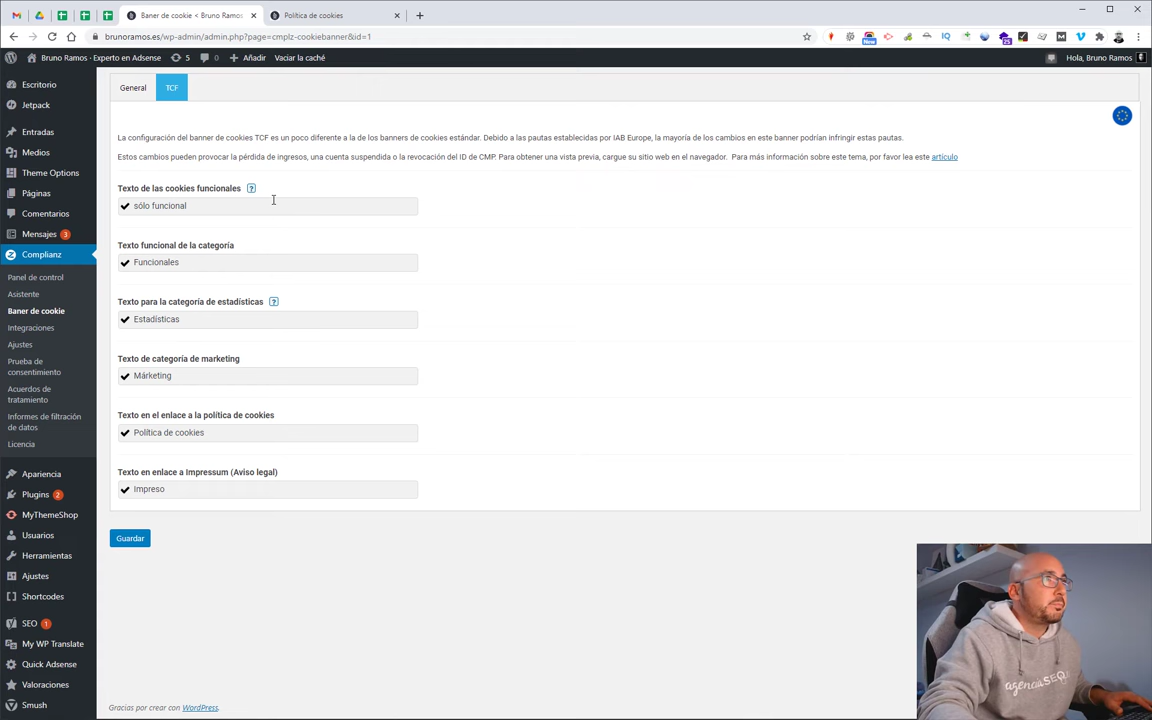 Baner de cookie < Bruno Ramos
Política de cookies
brunoramos.es/wp-admin/admin.php?page=cmplz-cookiebanner&id=1
New
IQ
25
Bruno Ramos · Experto en Adsense
5
0
Añadir
Vaciar la caché
Hola, Bruno Ramos
Escritorio
Jetpack
Entradas
Medios
Theme Options
Páginas
Comentarios
Mensajes 3
Complianz
Panel de control
Asistente
Baner de cookie
Integraciones
Ajustes
Prueba de
consentimiento
Acuerdos de
tratamiento
Informes de filtración
de datos
Licencia
Apariencia
Plugins 2
MyThemeShop
Usuarios
Herramientas
Ajustes
Shortcodes
SEO 1
My WP Translate
Quick Adsense
Valoraciones
Smush
General
TCF
La configuración del banner de cookies TCF es un poco diferente a la de los banners de cookies estándar. Debido a las pautas establecidas por IAB Europe, la mayoría de los cambios en este banner podrían infringir estas pautas.
Estos cambios pueden provocar la pérdida de ingresos, una cuenta suspendida o la revocación del ID de CMP. Para obtener una vista previa, cargue su sitio web en el navegador. Para más información sobre este tema, por favor lea este artículo
Texto de las cookies funcionales ?
sólo funcional
Texto funcional de la categoría
Funcionales
Texto para la categoría de estadísticas ?
Estadísticas
Texto de categoría de marketing
Márketing
Texto en el enlace a la política de cookies
Política de cookies
Texto en enlace a Impressum (Aviso legal)
Impreso
Guardar
Gracias por crear con WordPress.